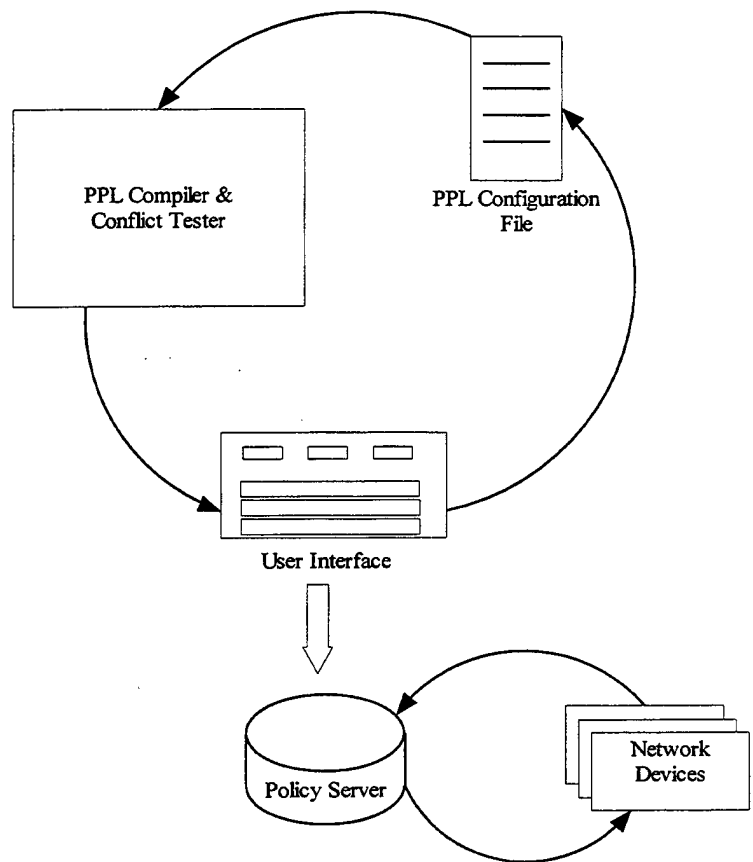 PPL Compiler &
Conflict Tester
PPL Configuration
File
User Interface
Policy Server
Network
Devices